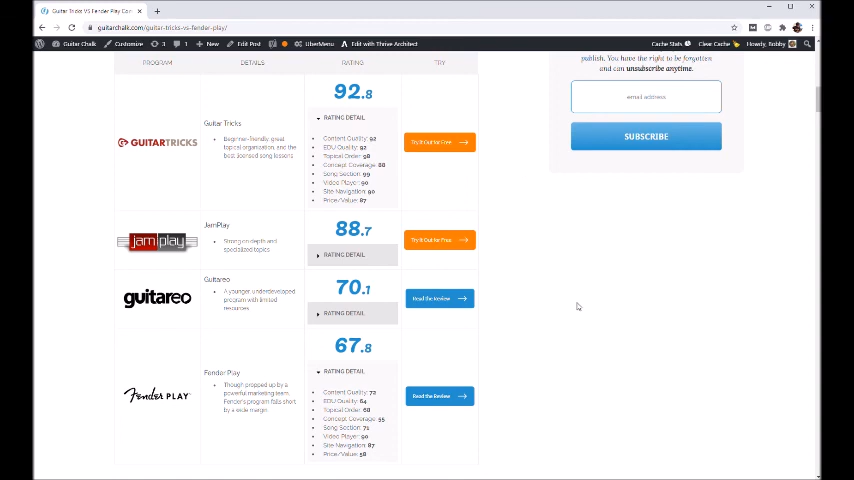 Guitar Tricks VS Fender Play Com
guitarchalk.com/guitar-tricks-vs-fender-play/
Guitar Chalk Customize 3 1 New Edit Post UberMenu Edit with Thrive Architect Cache Stats Clear Cache Howdy, Bobby
PROGRAM DETAILS RATING TRY
publish. You have the right to be forgotten
and can unsubscribe anytime.
email address
SUBSCRIBE
GUITARTRICKS
Guitar Tricks
Beginner-friendly, great
topical organization, and the
best licensed song lessons
92.8
RATING DETAIL
Content Quality: 92
EDU Quality: 92
Topical Order: 98
Concept Coverage: 88
Song Section: 99
Video Player: 90
Site Navigation: 90
Price/Value: 87
Try It Out for Free
jam play
JamPlay
Strong on depth and
specialized topics
88.7
RATING DETAIL
Try It Out for Free
guitareo
Guitareo
A younger, underdeveloped
program with limited
resources
70.1
RATING DETAIL
Read the Review
Fender PLAY
Fender Play
Though propped up by a
powerful marketing team,
Fender's program falls short
by a wide margin
67.8
RATING DETAIL
Content Quality: 72
EDU Quality: 64
Topical Order: 68
Concept Coverage: 55
Song Section: 71
Video Player: 90
Site Navigation: 87
Price/Value: 58
Read the Review